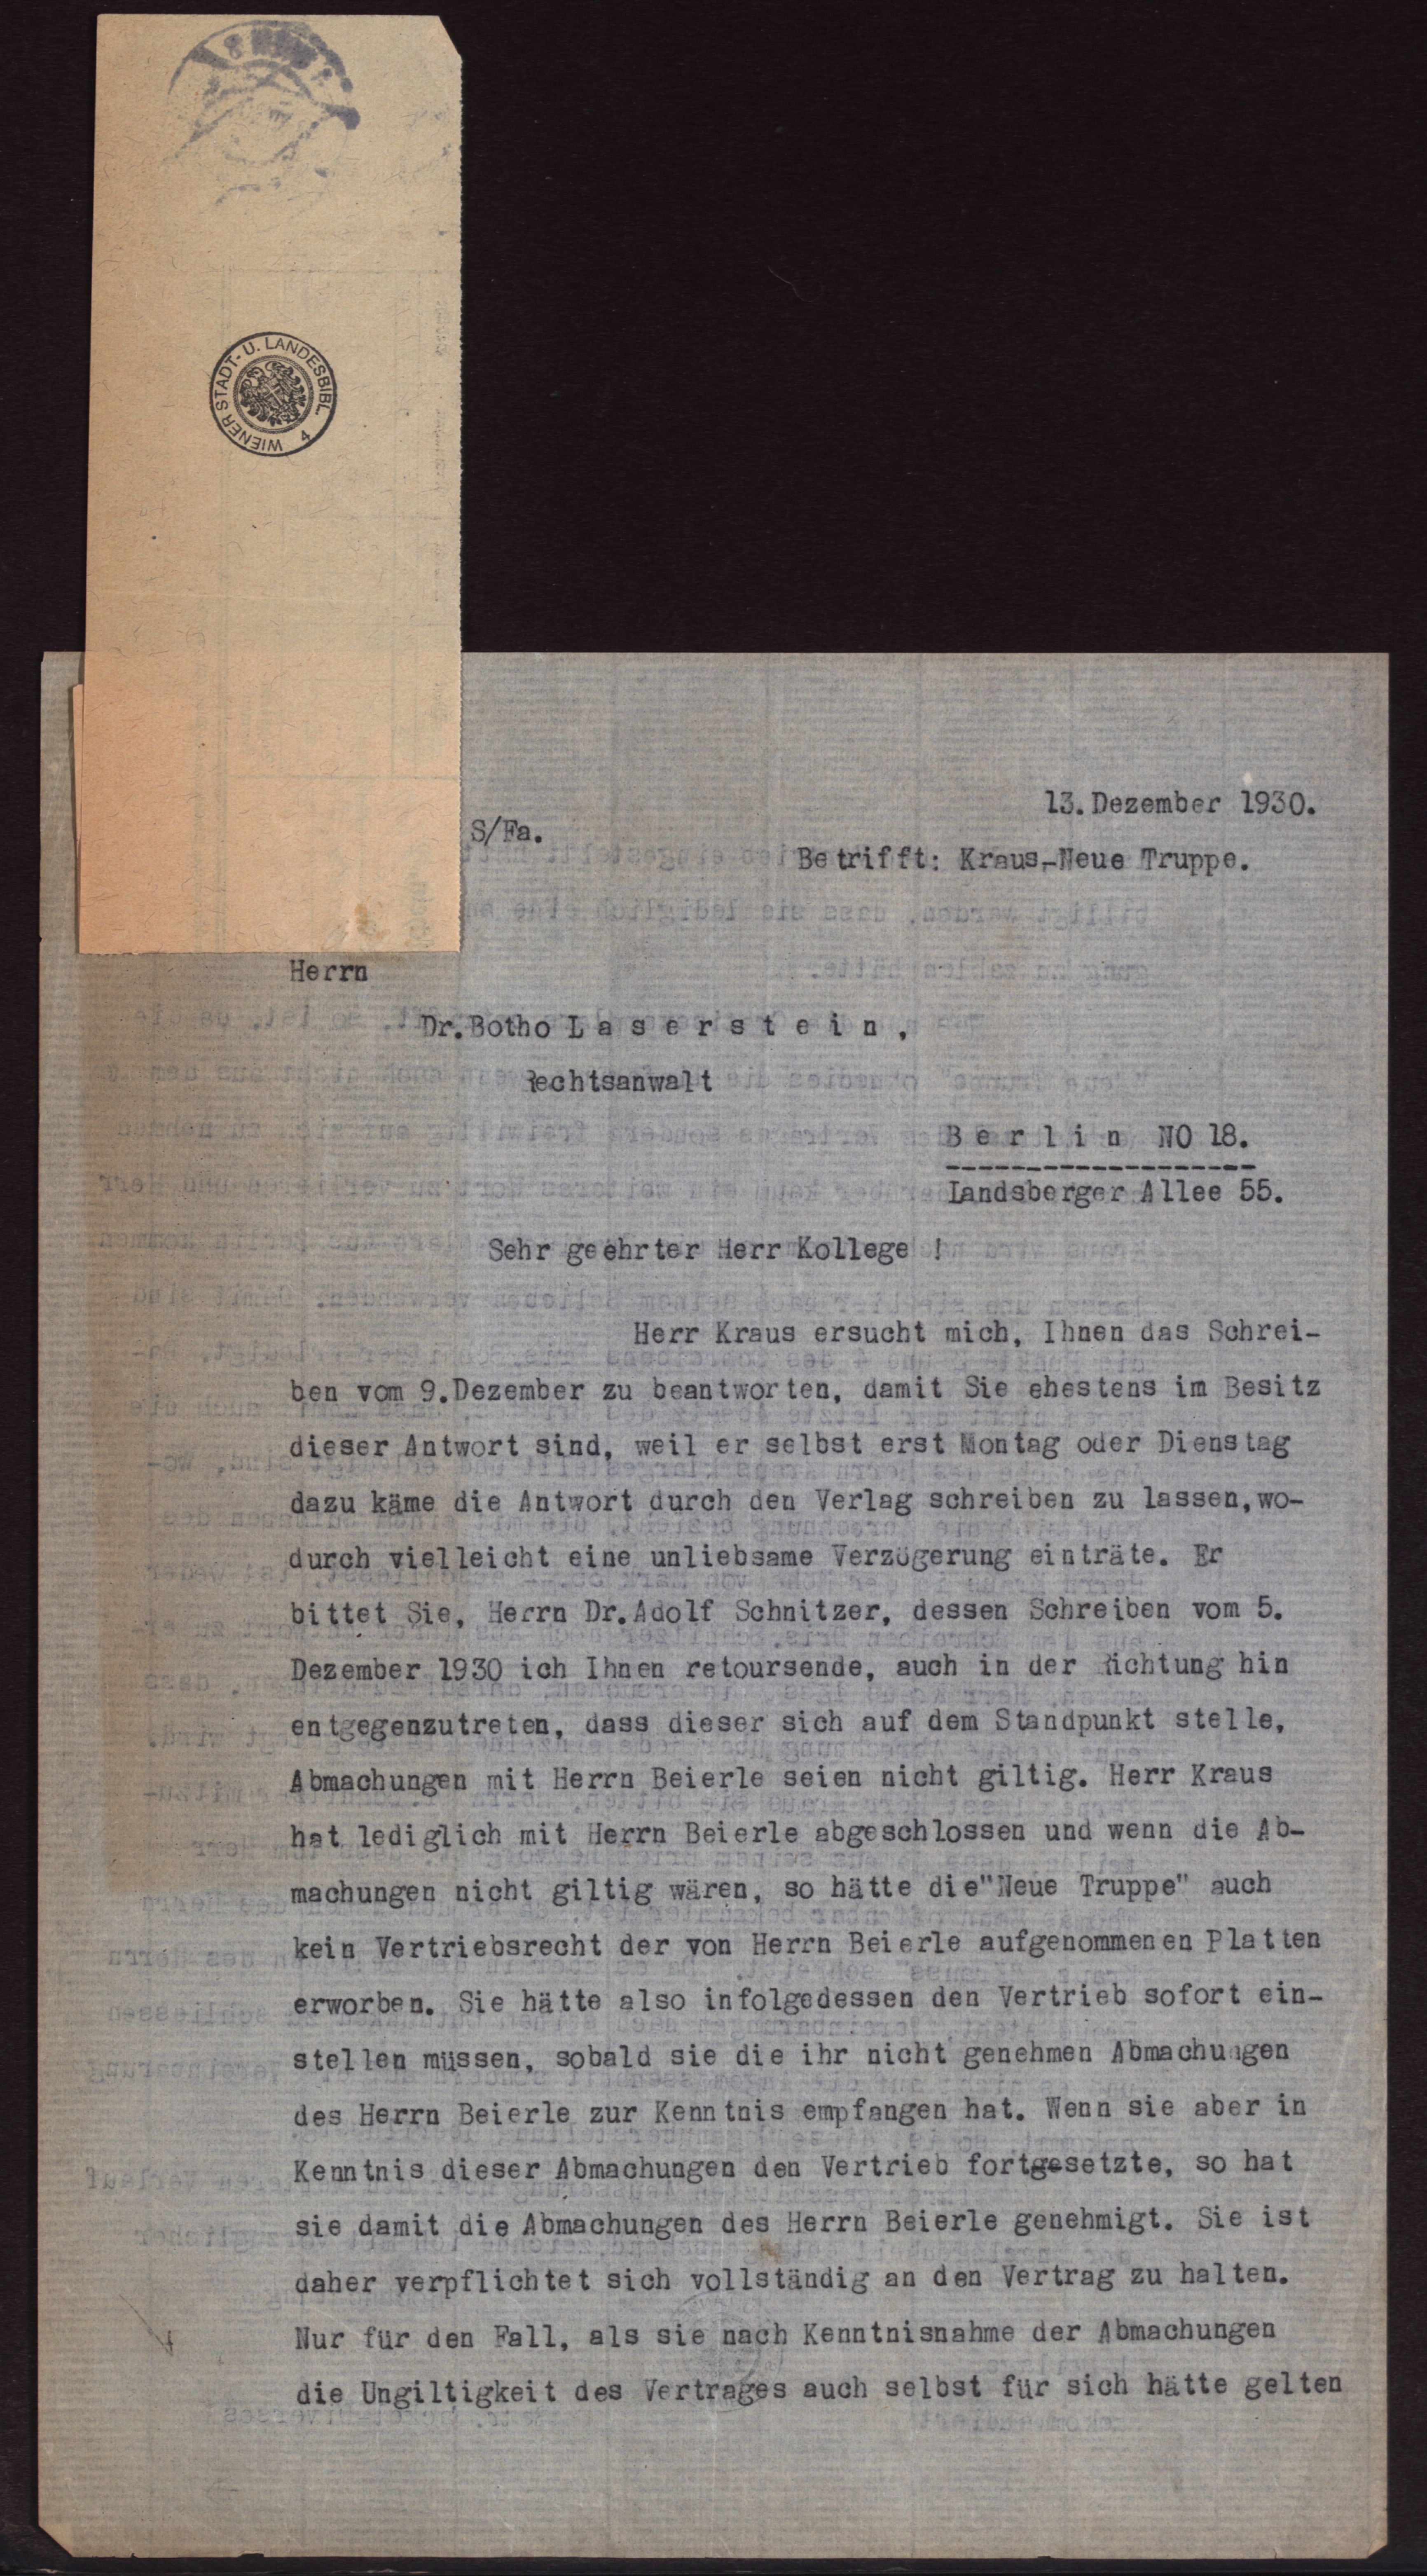 WIENER STADT- U. LANDESBIBL. 4
13.Dezember 1930.
S/Fa.
Betrifft: Kraus-Neue Truppe.
Herrn
Dr.Botho L a s e r s t e i n ,
Rechtsanwalt
B e r l i n NO 18.
Landsberger Allee 55.
Sehr geehrter Herr Kollege !
Herr Kraus ersucht mich, Ihnen das Schrei-
ben vom 9.Dezember zu beantworten, damit Sie ehestens im Besitz
dieser Antwort sind, weil er selbst erst Montag oder Dienstag
dazu käme die Antwort durch den Verlag schreiben zu lassen,wo-
durch vielleicht eine unliebsame Verzögerung einträte. Er
bittet Sie, Herrn Dr.Adolf Schnitzer, dessen Schreiben vom 5.
Dezember 1930 ich Ihnen retoursende, auch in der Richtung hin
entgegenzutreten, dass dieser sich auf dem Standpunkt stelle,
Abmachungen mit Herrn Beierle seien nicht giltig. Herr Kraus
hat lediglich mit Herrn Beierle abgeschlossen und wenn die Ab-
machungen nicht giltig wären, so hätte die"Neue Truppe" auch
kein Vertriebsrecht der von Herrn Beierle aufgenommenen Platten
erworben. Sie hätte also infolgedessen den Vertrieb sofort ein-
stellen müssen, sobald sie die ihr nicht genehmen Abmachungen
des Herrn Beierle zur Kenntnis empfangen hat. Wenn sie aber in
Kenntnis dieser Abmachungen den Vertrieb fortgesetzte, so hat
sie damit die Abmachungen des Herrn Beierle genehmigt. Sie ist
daher verpflichtet sich vollständig an den Vertrag zu halten.
Nur für den Fall, als sie nach Kenntnisnahme der Abmachungen
die Ungiltigkeit des Vertrages auch selbst für sich hätte gelten